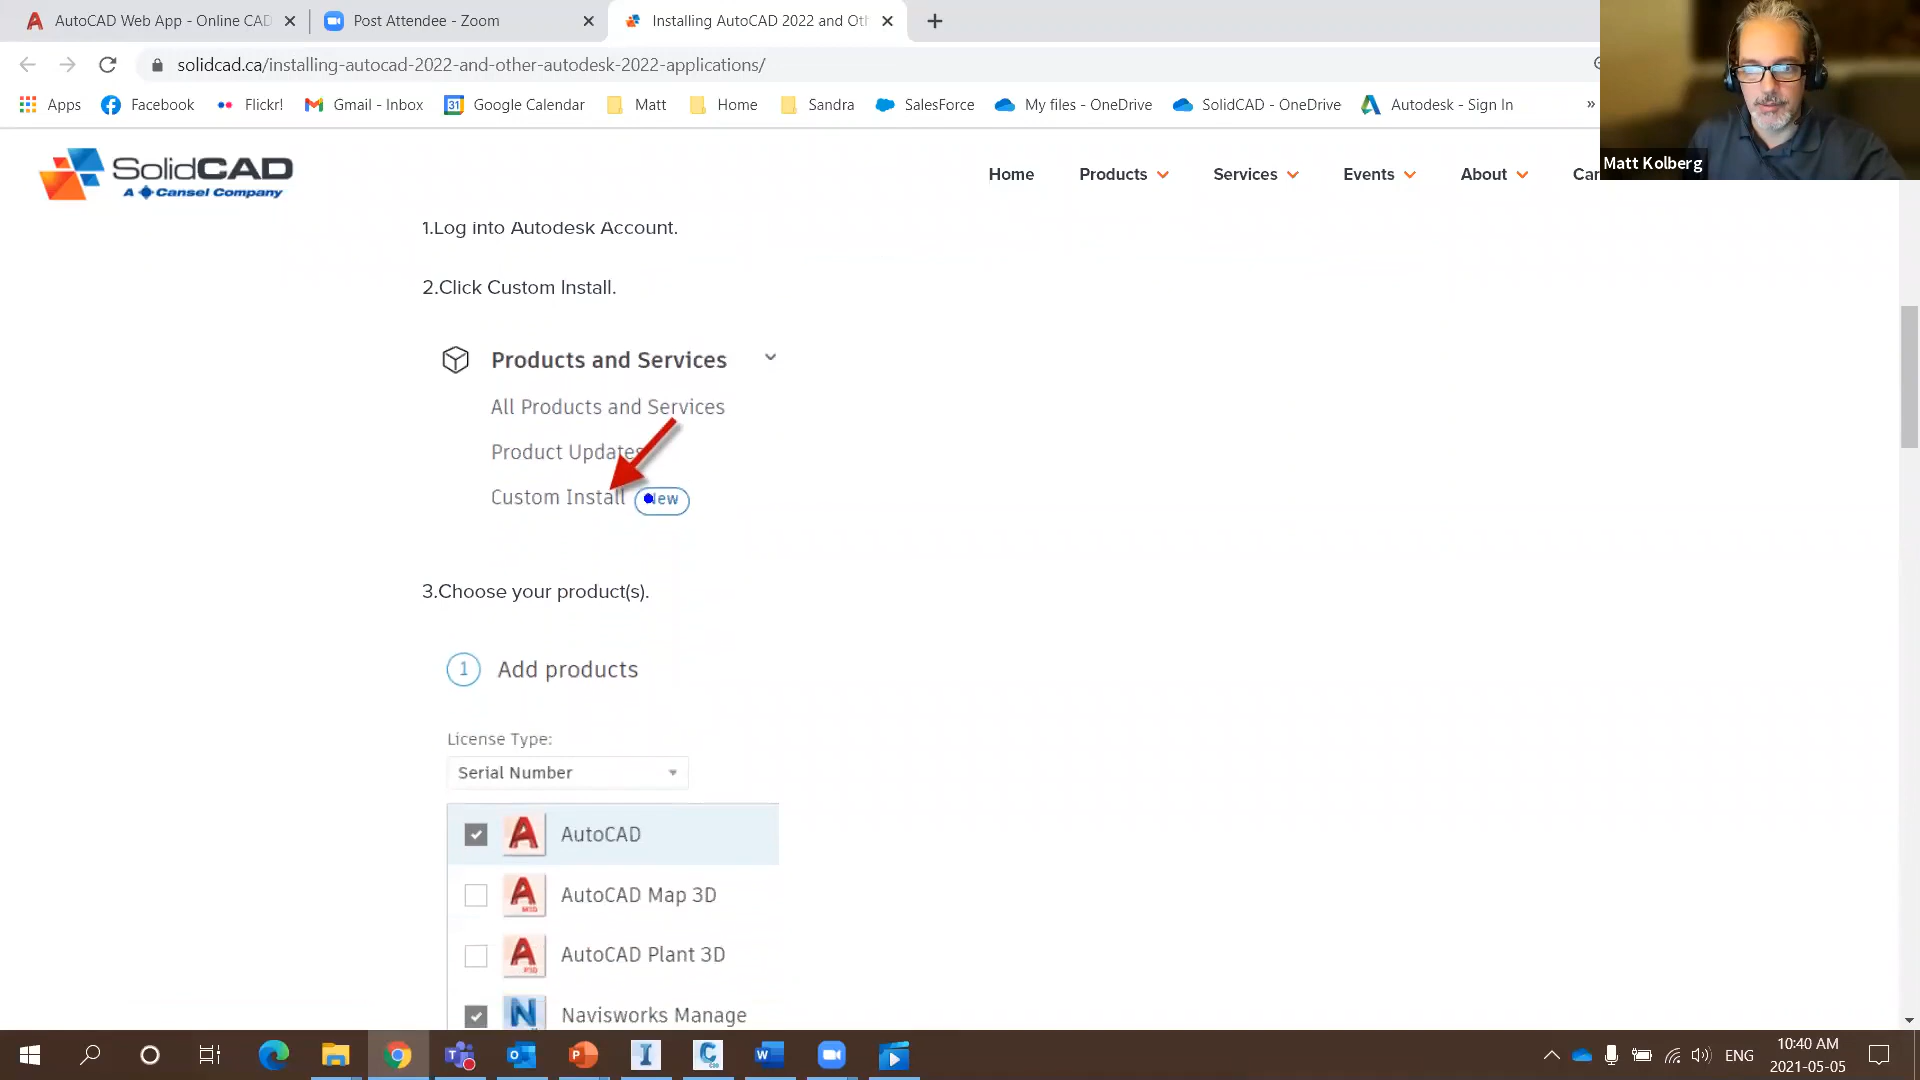 AutoCAD Web App - Online CAD
Post Attendee - Zoom
Installing AutoCAD 2022 and Oth
solidcad.ca/installing-autocad-2022-and-other-autodesk-2022-applications/
Apps
Facebook
Flickr!
Gmail - Inbox
31
Google Calendar
Matt
Home
Sandra
SalesForce
My files - OneDrive
SolidCAD - OneDrive
Autodesk - Sign In
»
Matt Kolberg
SolidCAD
A Cansel Company
Home
Products
Services
Events
About
Car
1.Log into Autodesk Account.
2.Click Custom Install.
Products and Services
All Products and Services
Product Updates
Custom Install
New
3.Choose your product(s).
1 Add products
License Type:
Serial Number
AutoCAD
AutoCAD Map 3D
AutoCAD Plant 3D
Navisworks Manage
ENG
10:40 AM
2021-05-05